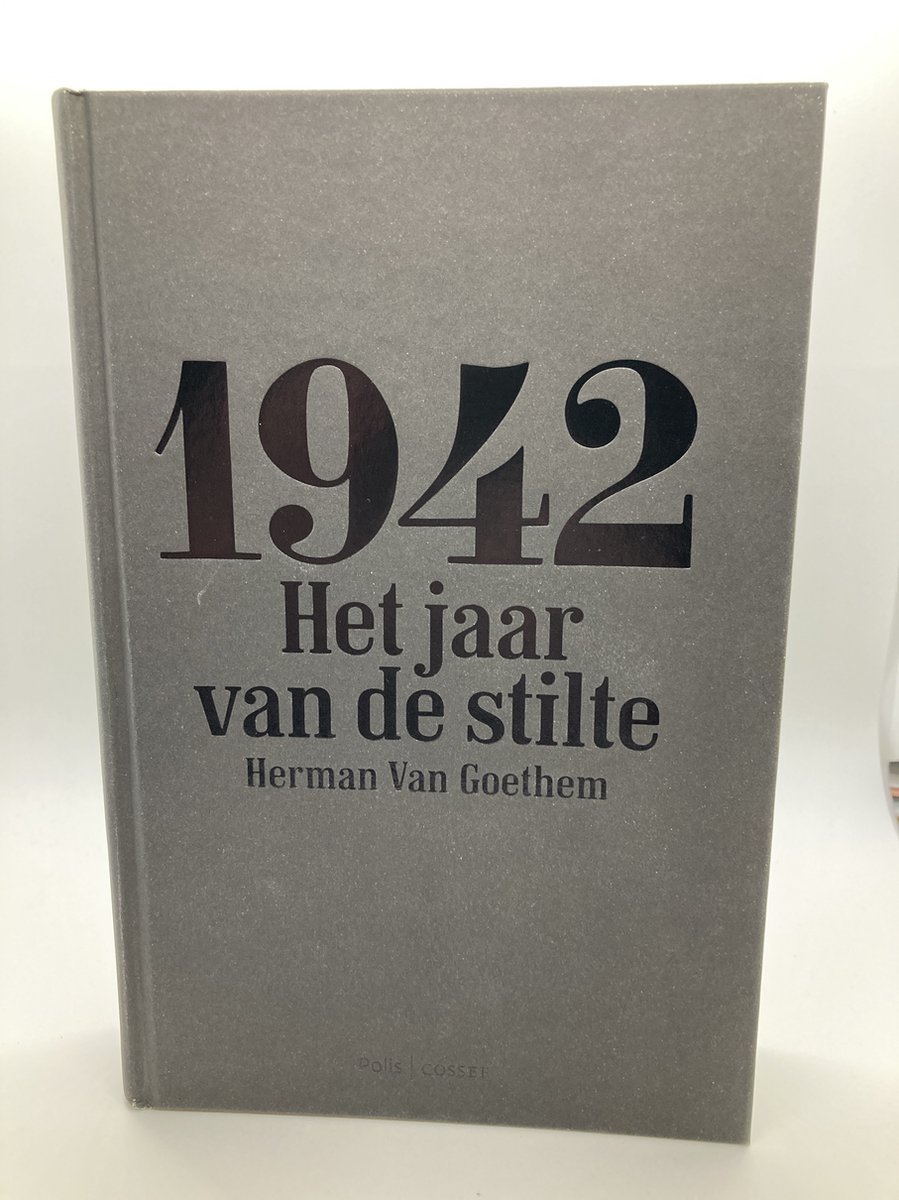 1942
Het jaar
van de stilte
Herman Van Goethem
Polis | COSSEE